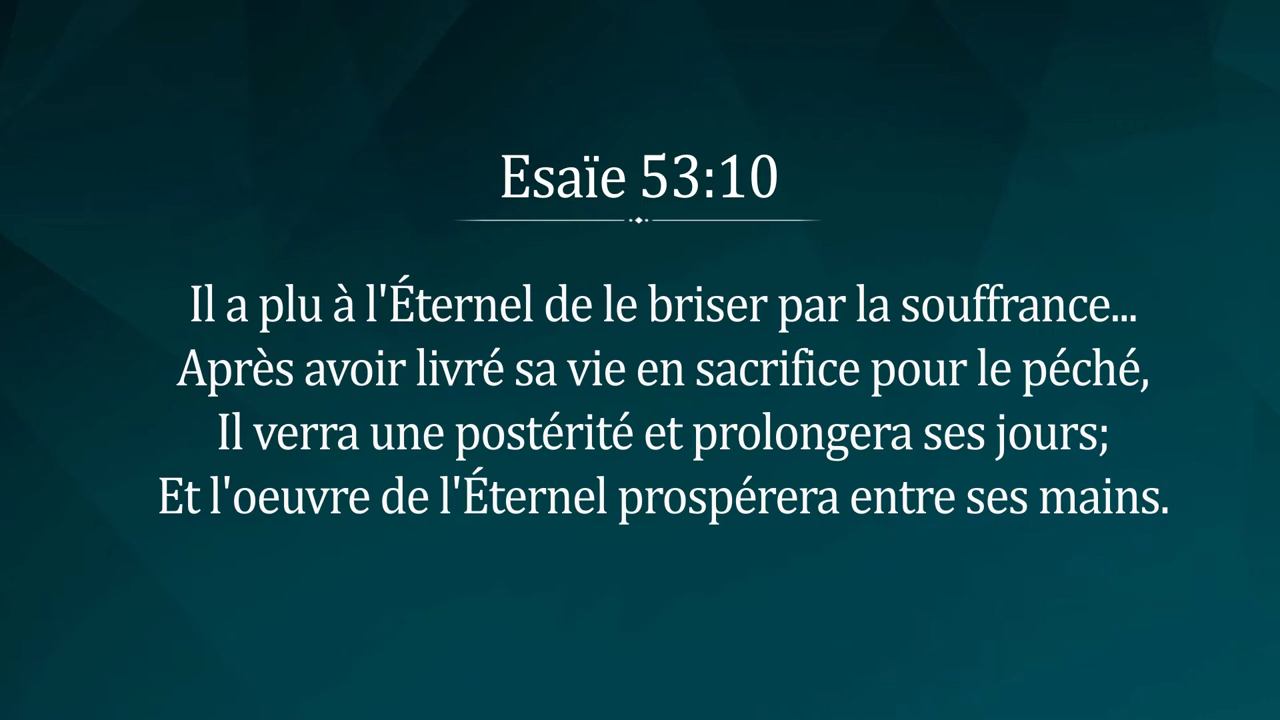 Esaïe 53:10
Il a plu à l'Éternel de le briser par la souffrance...
Après avoir livré sa vie en sacrifice pour le péché,
Il verra une postérité et prolongera ses jours;
Et l'oeuvre de l'Éternel prospérera entre ses mains.